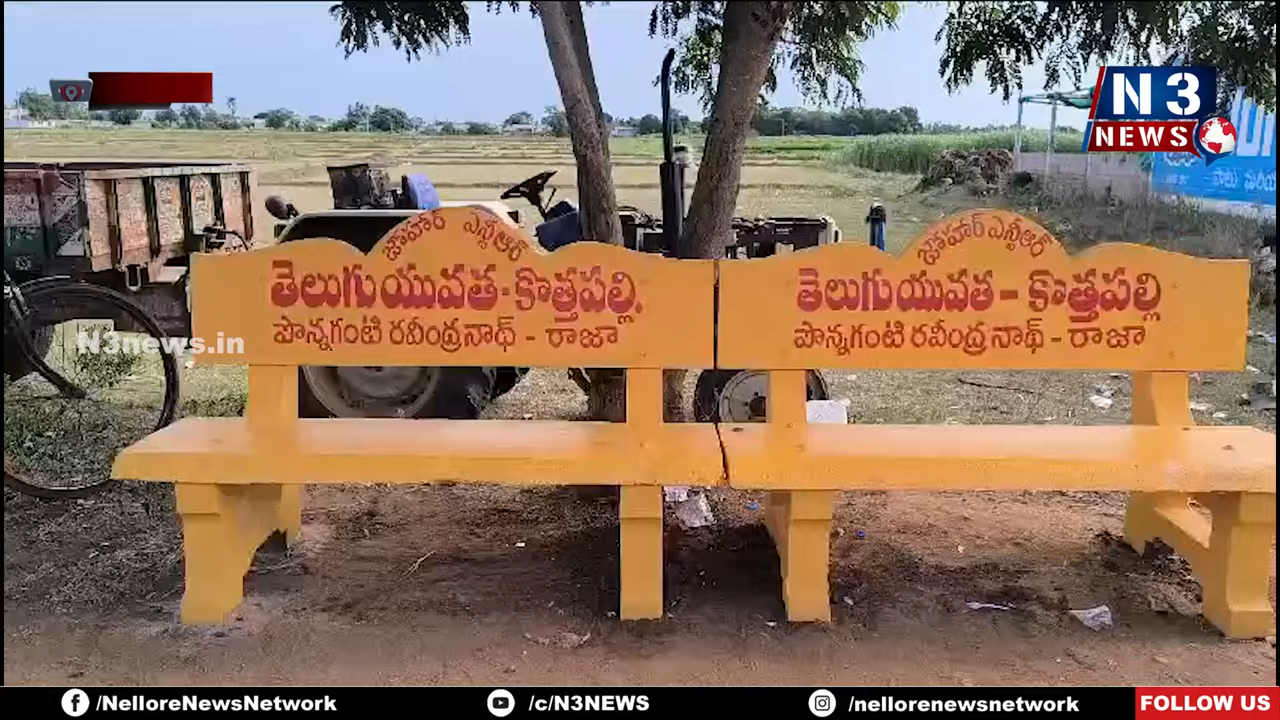 N3
NEWS
జోహార్ ఎన్టీఆర్
తెలుగుయువత - కొత్తపల్లి.
పొన్నగంటి రవీంద్రనాథ్ - రాజా
జోహార్ ఎన్టీఆర్
తెలుగుయువత - కొత్తపల్లి
పొన్నగంటి రవీంద్రనాథ్ - రాజా
N3news.in
/NelloreNewsNetwork
/c/N3NEWS
/nellorenewsnetwork
FOLLOW US